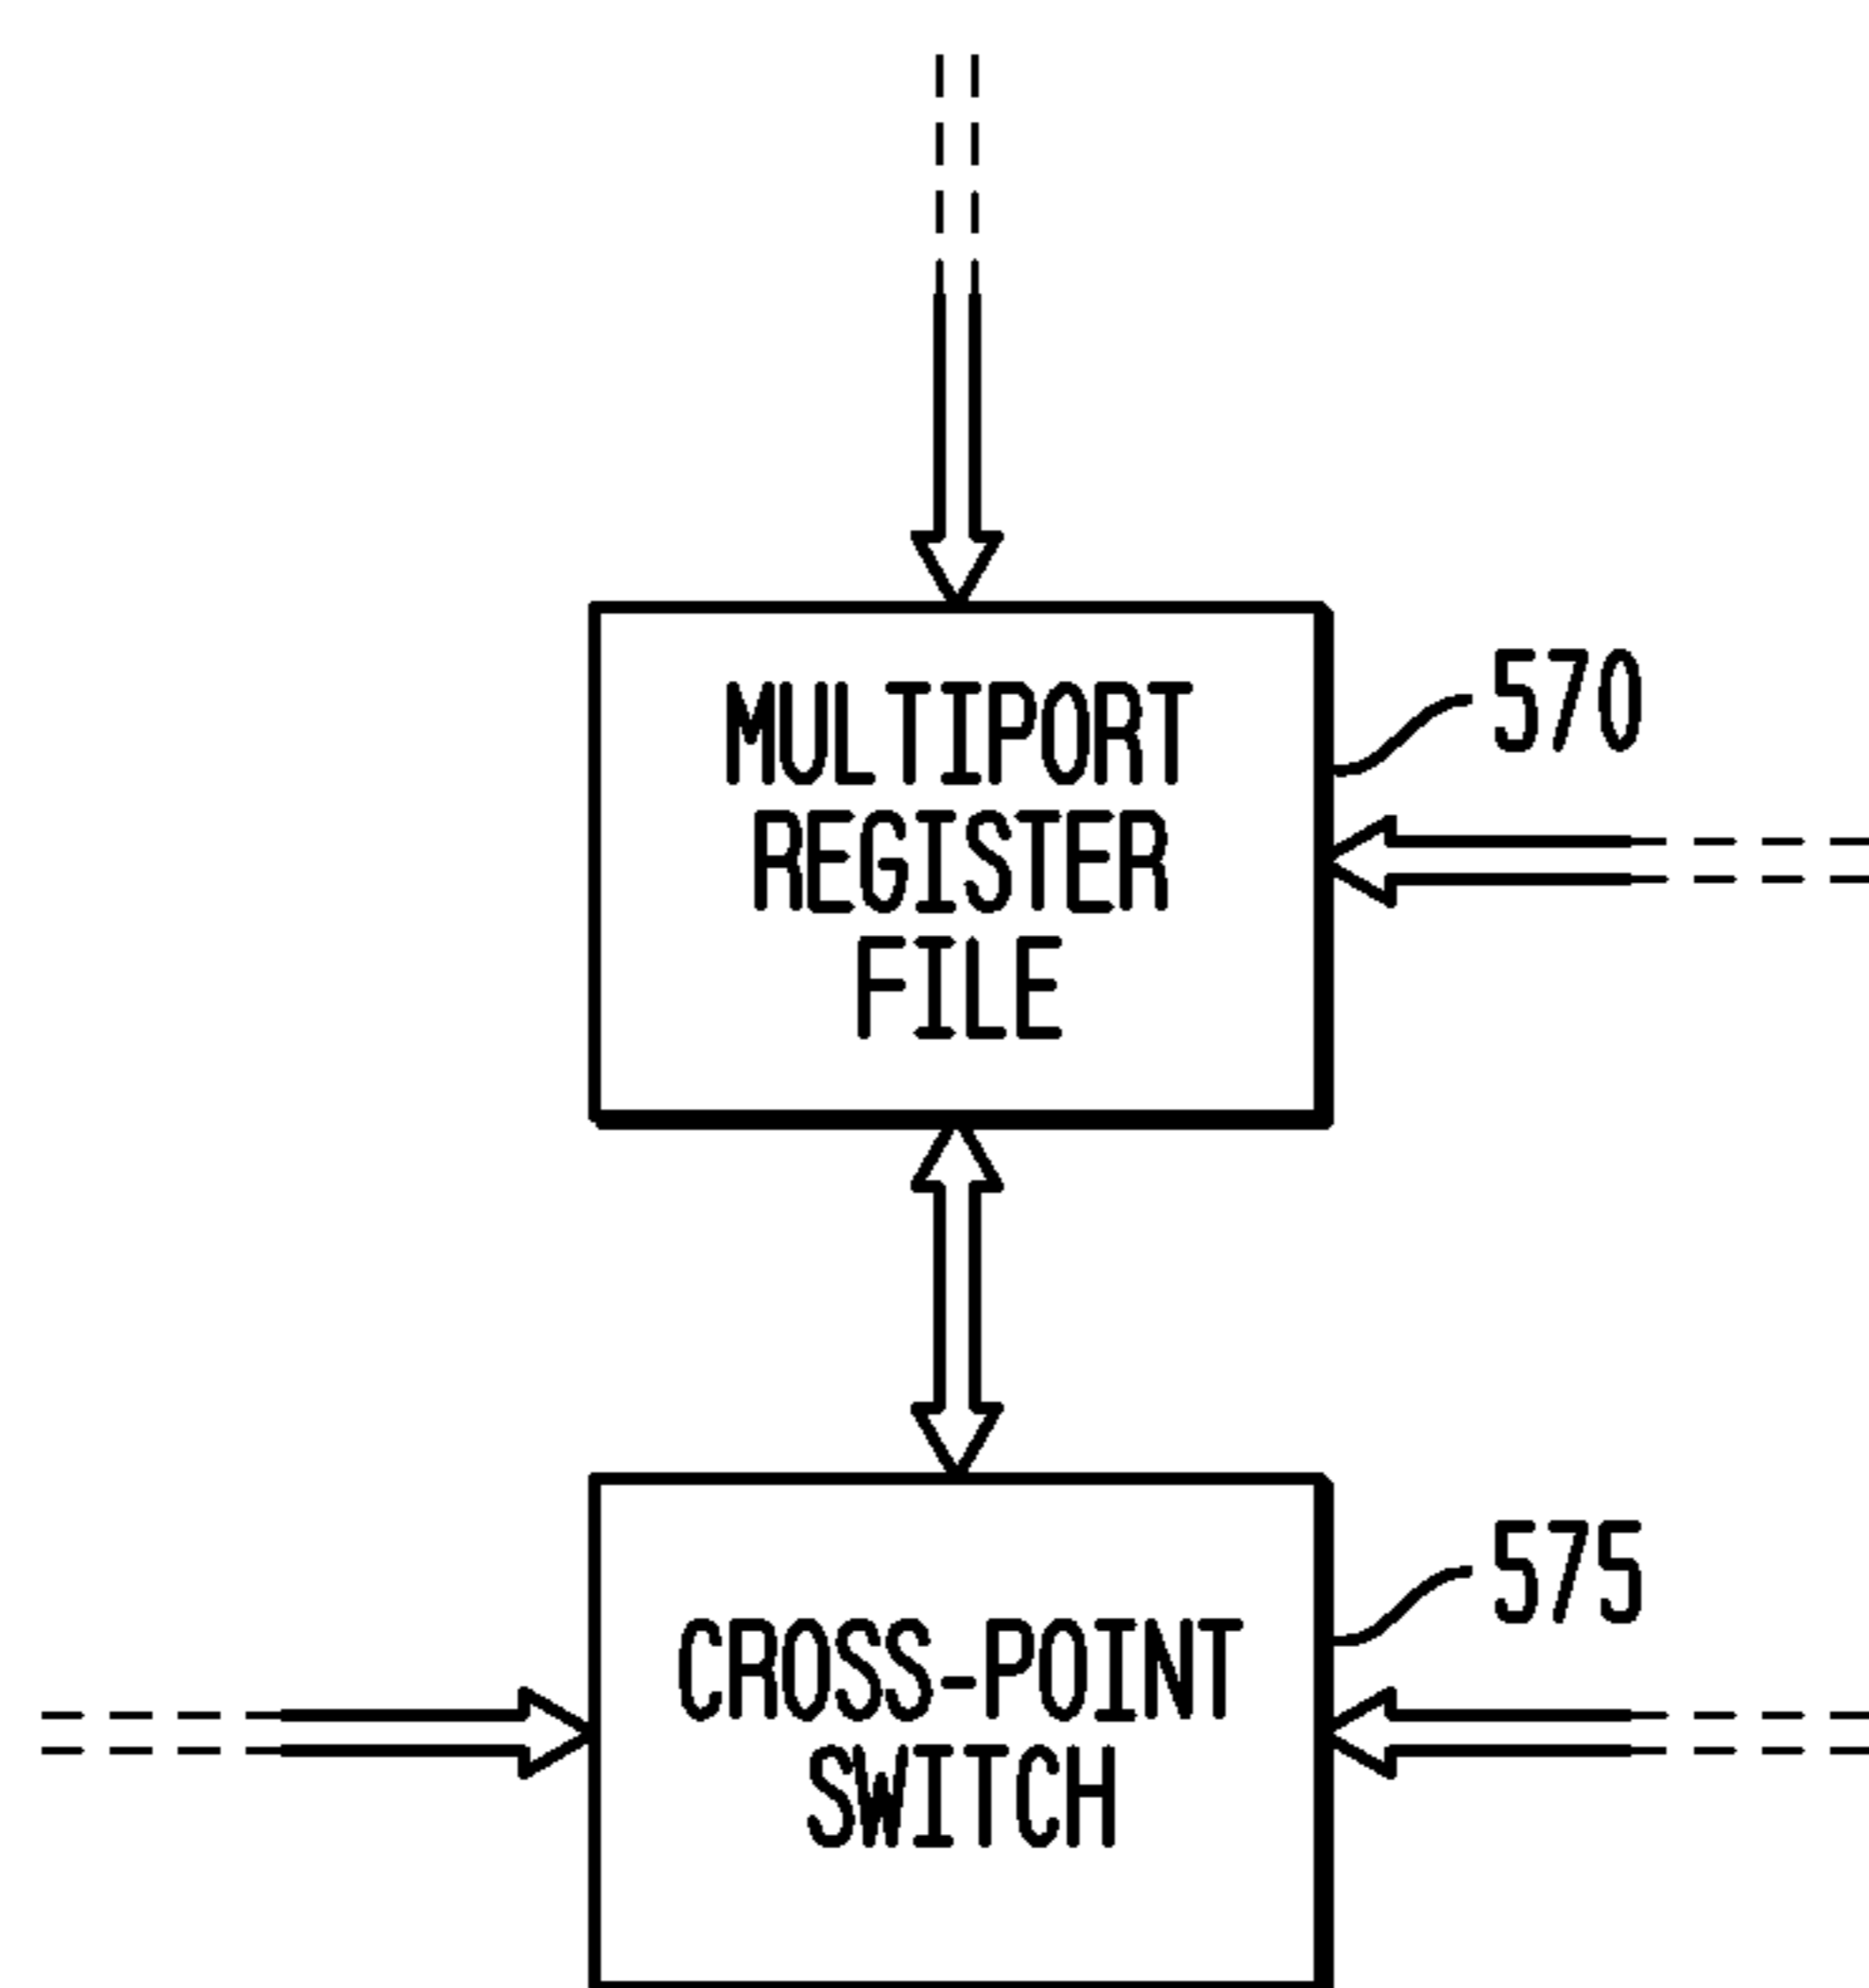 570
MULTIPORT
REGISTER
FILE
575
CROSS-POINT
SWITCH